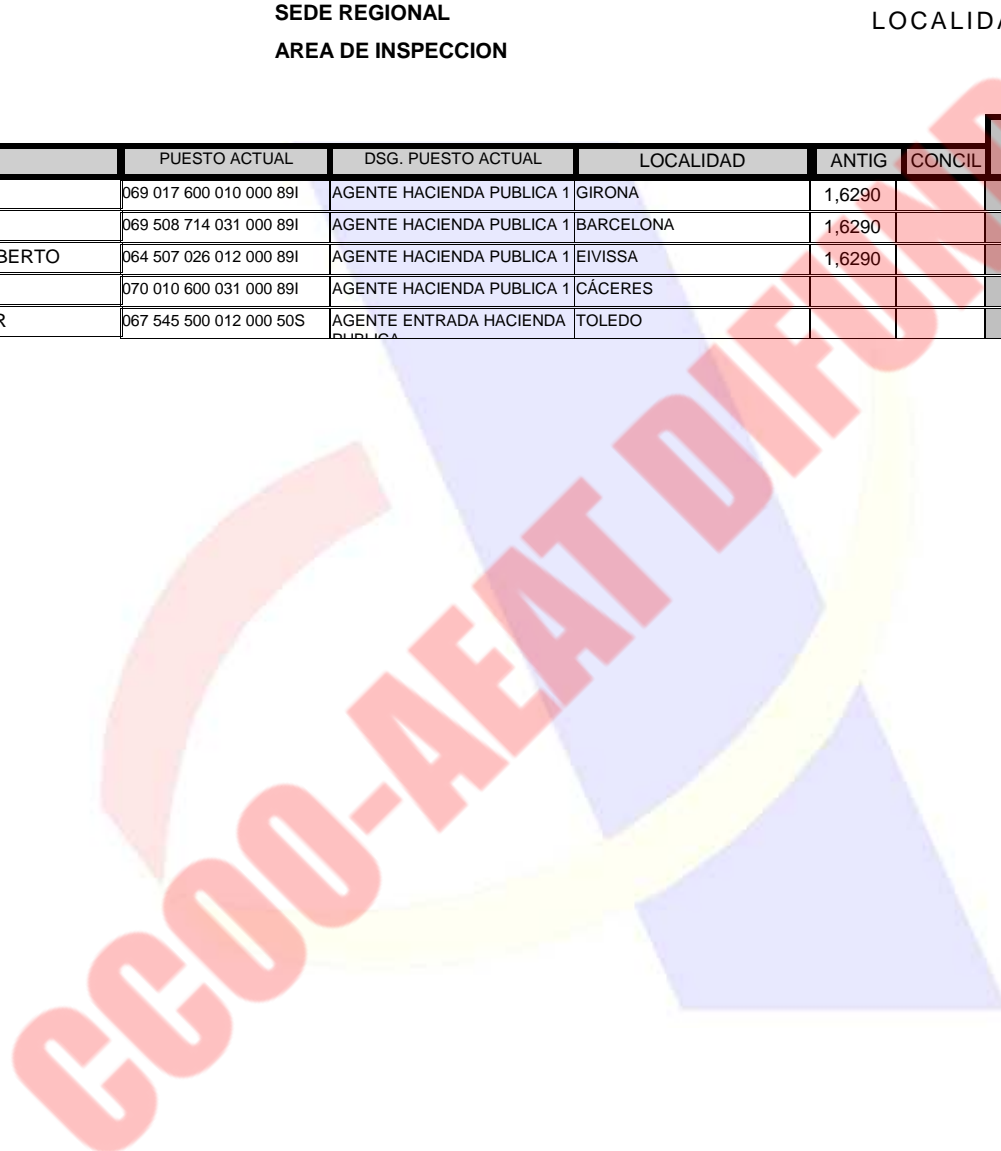 SEDE REGIONAL
LOCALIDA
AREA DE INSPECCION
PUESTO ACTUAL DSG. PUESTO ACTUAL LOCALIDAD ANTIG CONCIL
069 017 600 010 000 89I AGENTE HACIENDA PUBLICA 1 GIRONA 1,6290
069 508 714 031 000 89I AGENTE HACIENDA PUBLICA 1 BARCELONA 1,6290
BERTO 064 507 026 012 000 89I AGENTE HACIENDA PUBLICA 1 EIVISSA 1,6290
070 010 600 031 000 89I AGENTE HACIENDA PUBLICA 1 CÁCERES
R 067 545 500 012 000 50S AGENTE ENTRADA HACIENDA TOLEDO
PUBLICA
CCOO-AEAT DIFUND